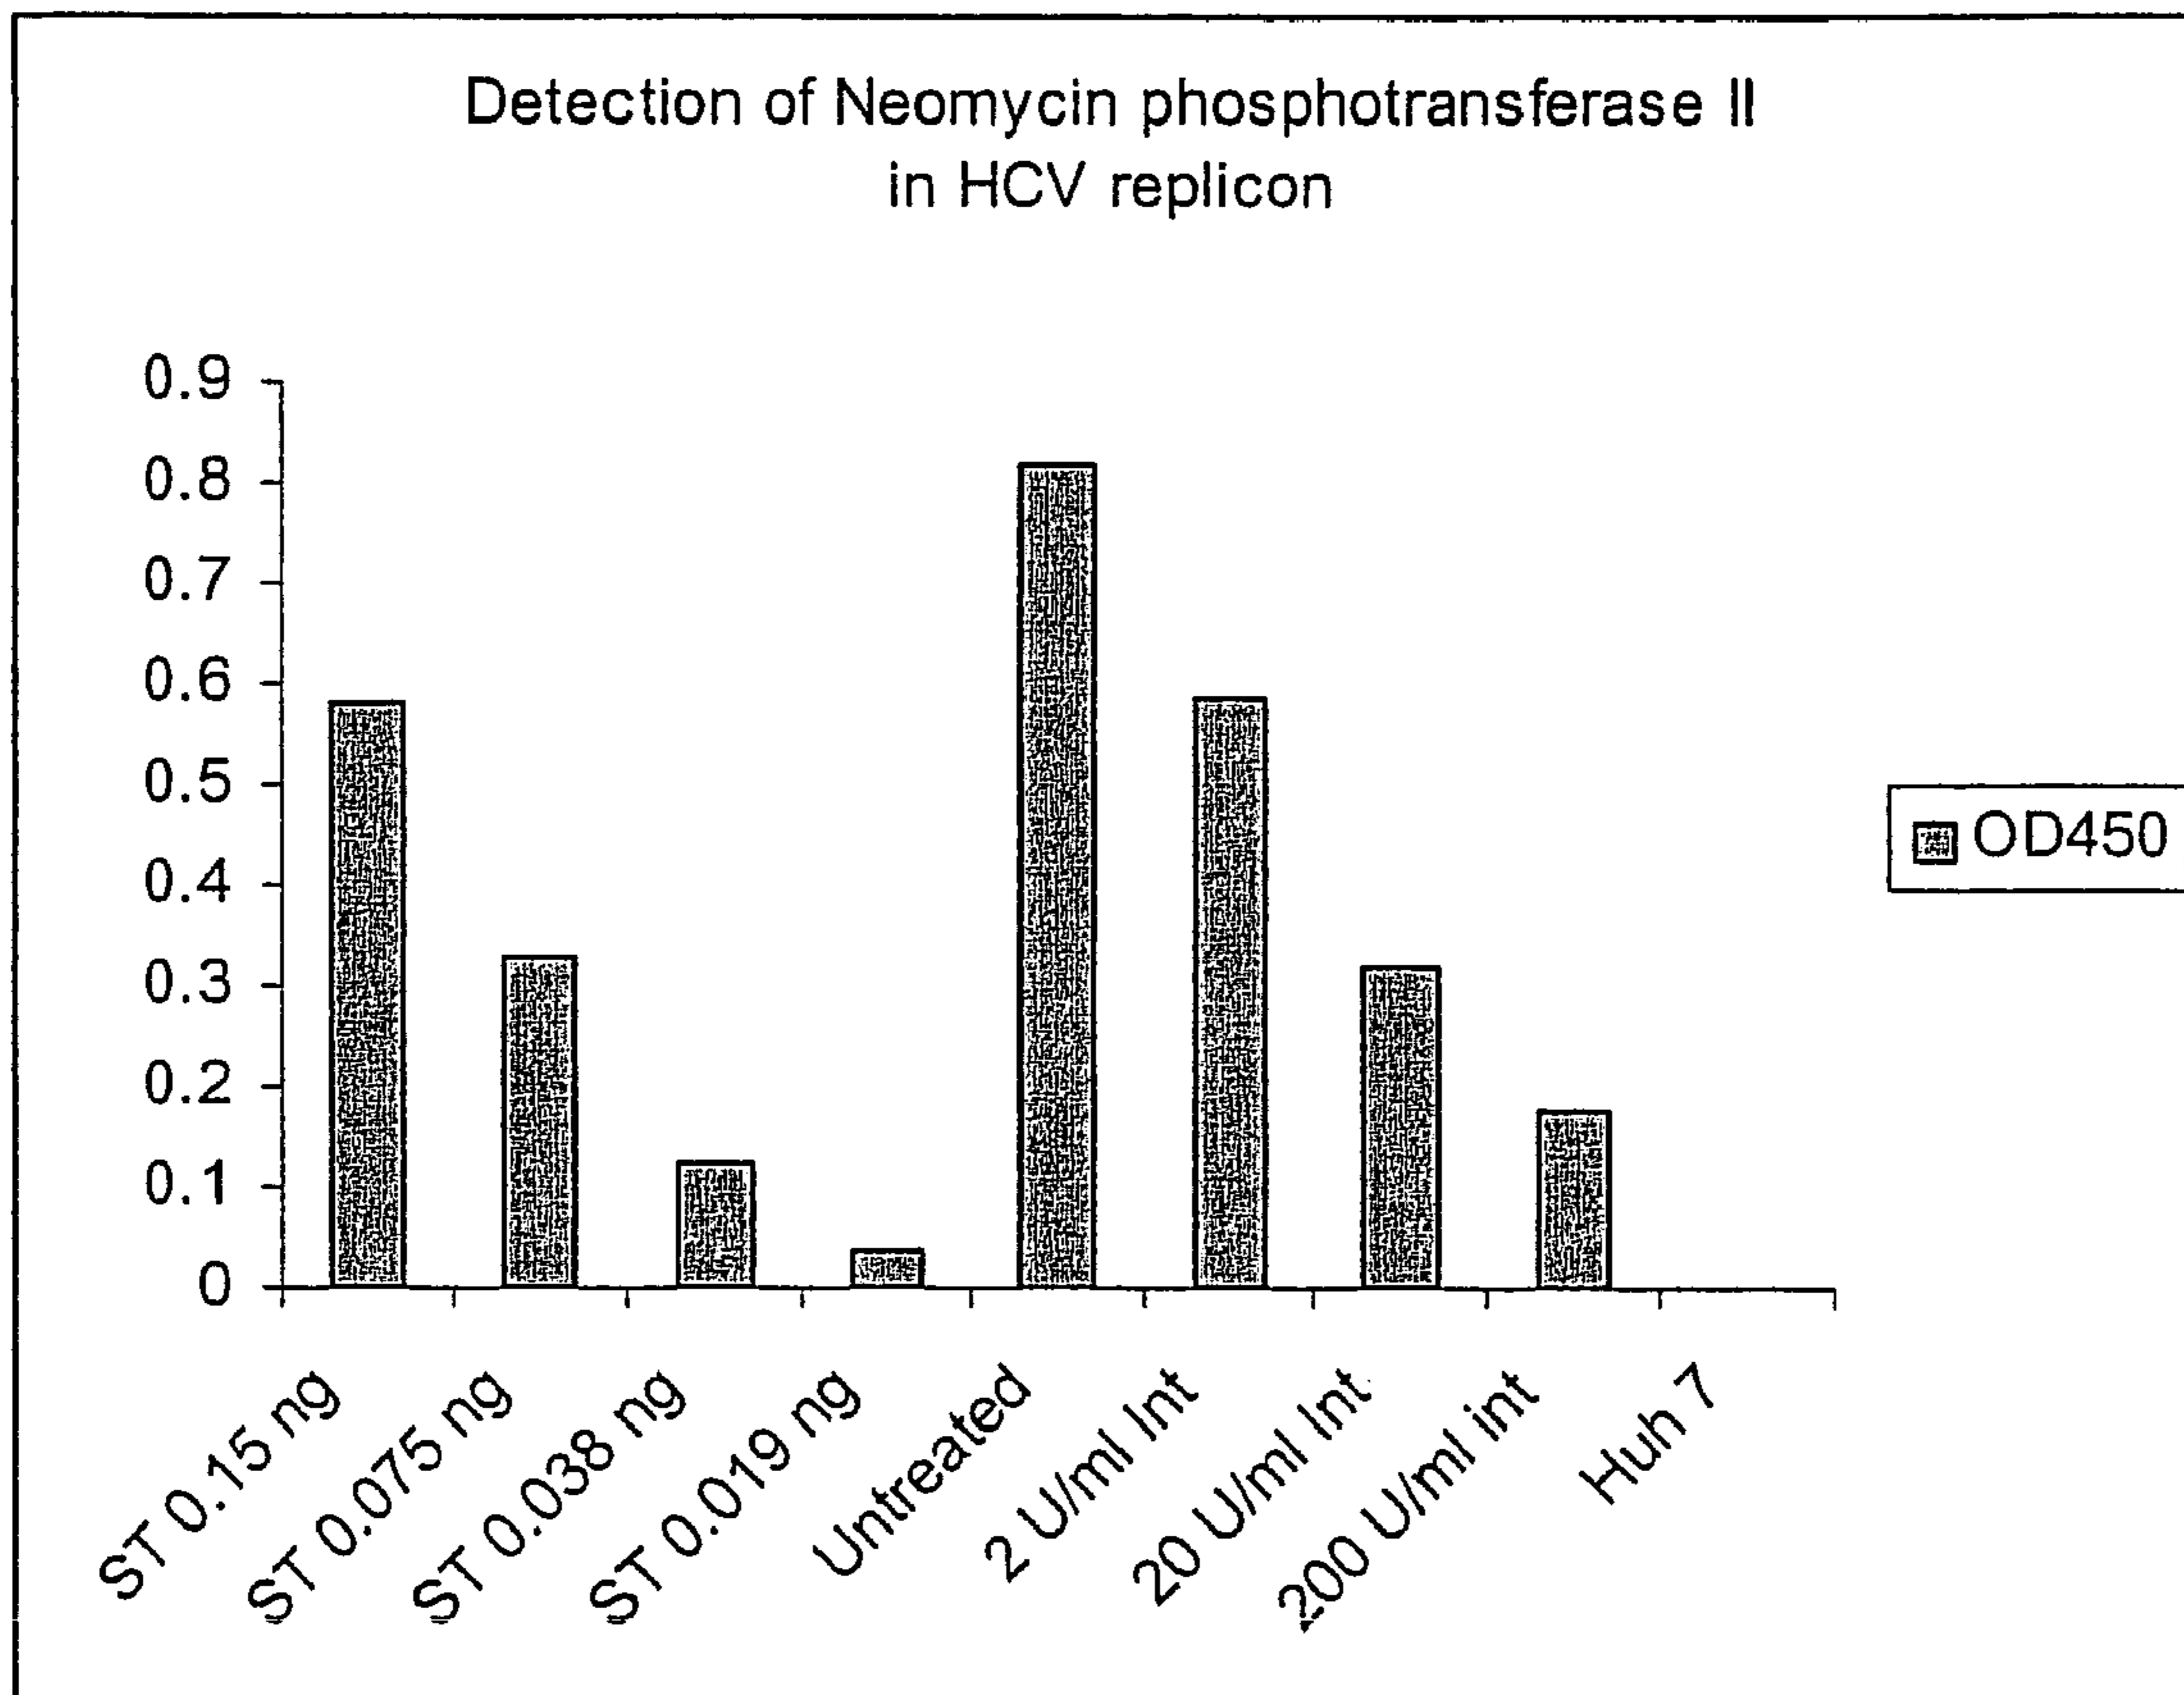 Detection of Neomycin phosphotransferase II
in HCV replicon
0.9
0.8
0.7
0.6
0.5
0.4
0.3
0.2
0.1
0
OD450
ST 0.15 ng
ST 0.075 ng
ST 0.038 ng
ST 0.019 ng
Untreated
2 U/ml Int
20 U/ml Int
200 U/ml int
Huh 7